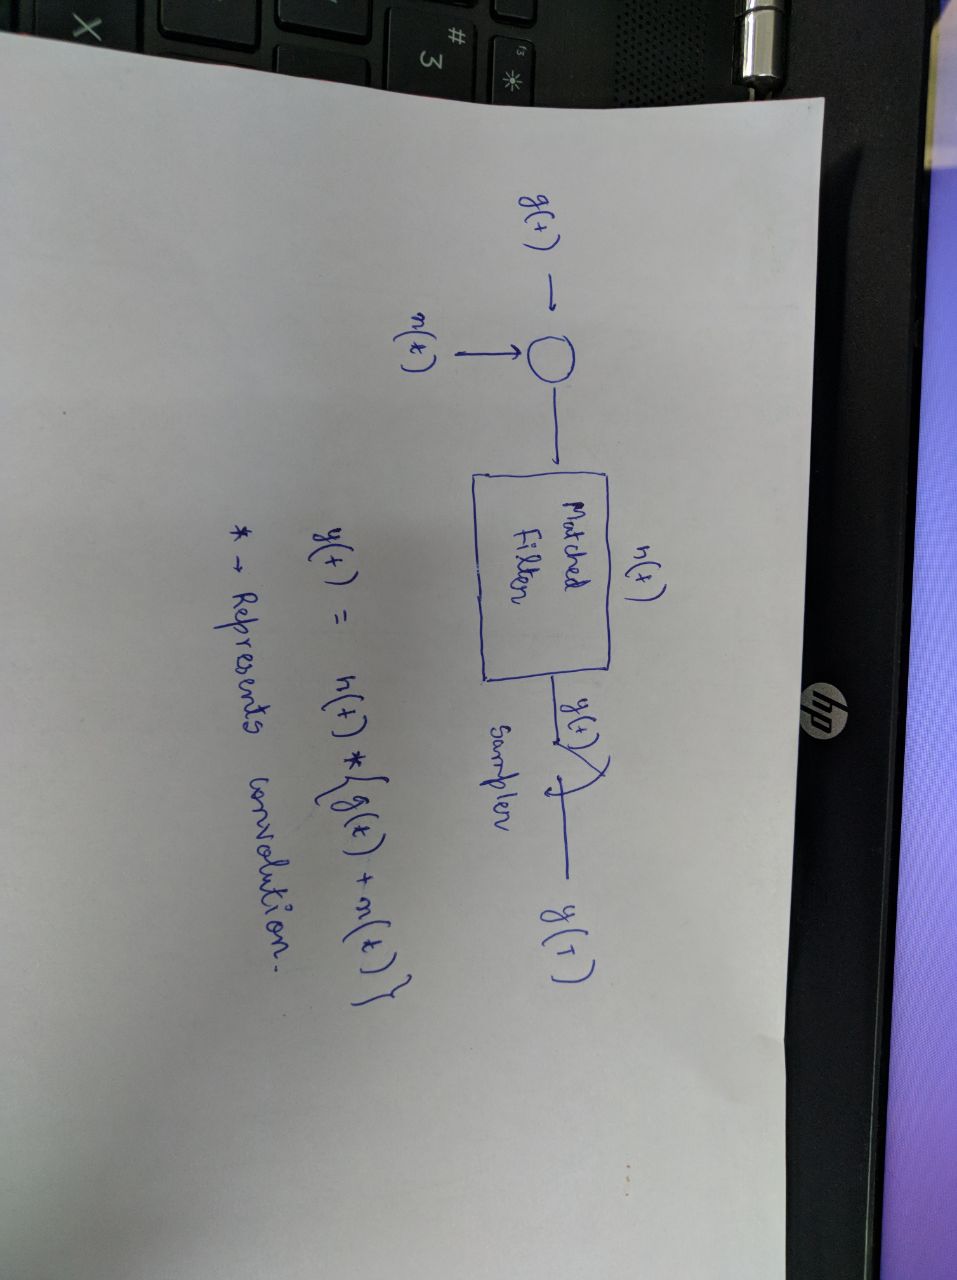 g(t)
n(t)
h(t)
Matched
Filter
y(t)
Sampler
y(T)
y(t) = h(t) * {g(t) + n(t)}
* → Represents convolution.
hp
X
#
3
f3